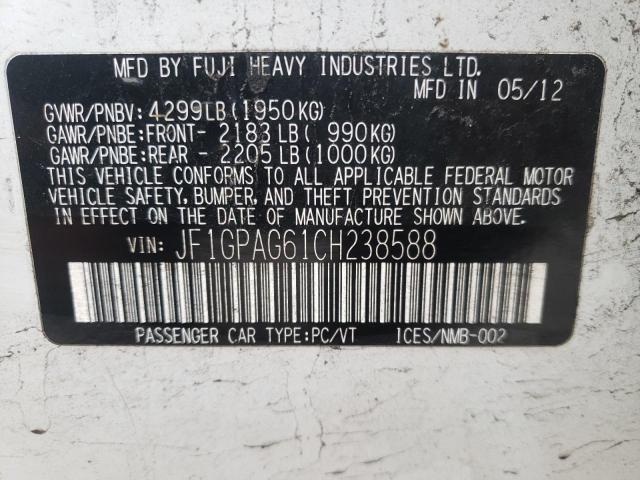 MFD BY FUJI HEAVY INDUSTRIES LTD.
MFD IN 05/12
GVWR/PNBV: 4299LB(1950KG)
GAWR/PNBE:FRONT- 2183 LB( 990KG)
GAWR/PNBE:REAR - 2205 LB(1000KG)
THIS VEHICLE CONFORMS TO ALL APPLICABLE FEDERAL MOTOR
VEHICLE SAFETY, BUMPER, AND THEFT PREVENTION STANDARDS
IN EFFECT ON THE DATE OF MANUFACTURE SHOWN ABOVE.
VIN: JF1GPAG61CH238588
PASSENGER CAR TYPE:PC/VT ICES/NMB-002